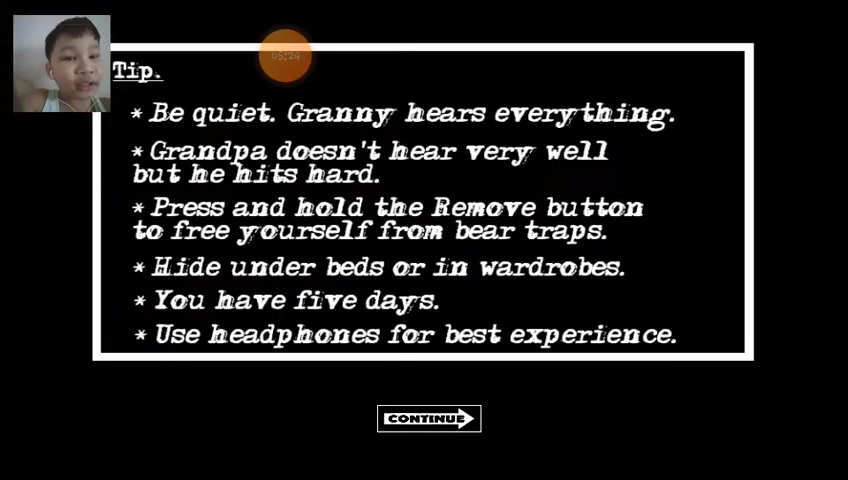 05:24
Tip.
* Be quiet. Granny hears everything.
* Grandpa doesn't hear very well
but he hits hard.
* Press and hold the Remove button
to free yourself from bear traps.
* Hide under beds or in wardrobes.
* You have five days.
* Use headphones for best experience.
CONTINUE